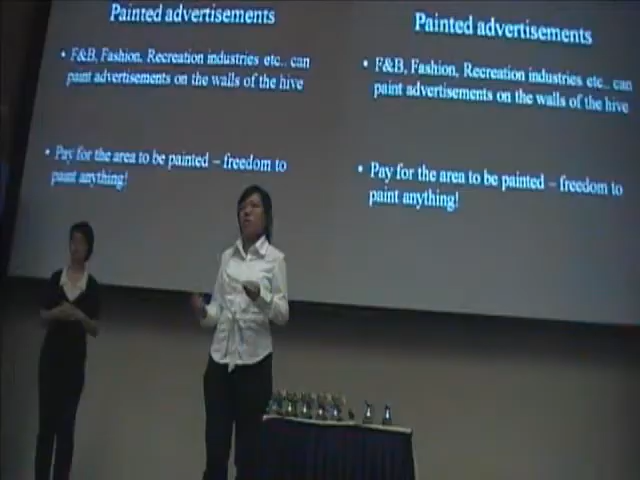 Painted advertisements
• F&B, Fashion, Recreation industries etc.. can
paint advertisements on the walls of the hive
• Pay for the area to be painted – freedom to
paint anything!
Painted advertisements
• F&B, Fashion, Recreation industries etc.. can
paint advertisements on the walls of the hive
• Pay for the area to be painted – freedom to
paint anything!